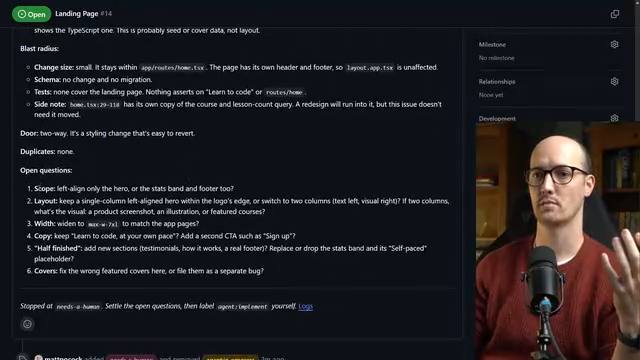 Open
Landing Page #14
shows the TypeScript one. This is probably seed or cover data, not layout.
Blast radius:
• Change size: small. It stays within app/routes/home.tsx. The page has its own header and footer, so layout.app.tsx is unaffected.
• Schema: no change and no migration.
• Tests: none cover the landing page. Nothing asserts on "Learn to code" or routes/home.
• Side note: home.tsx:29-118 has its own copy of the course and lesson-count query. A redesign will run into it, but this issue doesn't
need it moved.
Door: two-way. It's a styling change that's easy to revert.
Duplicates: none.
Open questions:
1. Scope: left-align only the hero, or the stats band and footer too?
2. Layout: keep a single-column left-aligned hero within the logo's edge, or switch to two columns (text left, visual right)? If two columns,
what's the visual: a product screenshot, an illustration, or featured courses?
3. Width: widen to max-w-7xl to match the app pages?
4. Copy: keep "Learn to code, at your own pace"? Add a second CTA such as "Sign up"?
5. "Half finished": add new sections (testimonials, how it works, a real footer)? Replace or drop the stats band and its "Self-paced"
placeholder?
6. Covers: fix the wrong featured covers here, or file them as a separate bug?
Stopped at needs-a-human. Settle the open questions, then label agent:implement yourself. Logs
mattpocock added needs-a-human and removed
Milestone
No milestone
Relationships
None yet
Development